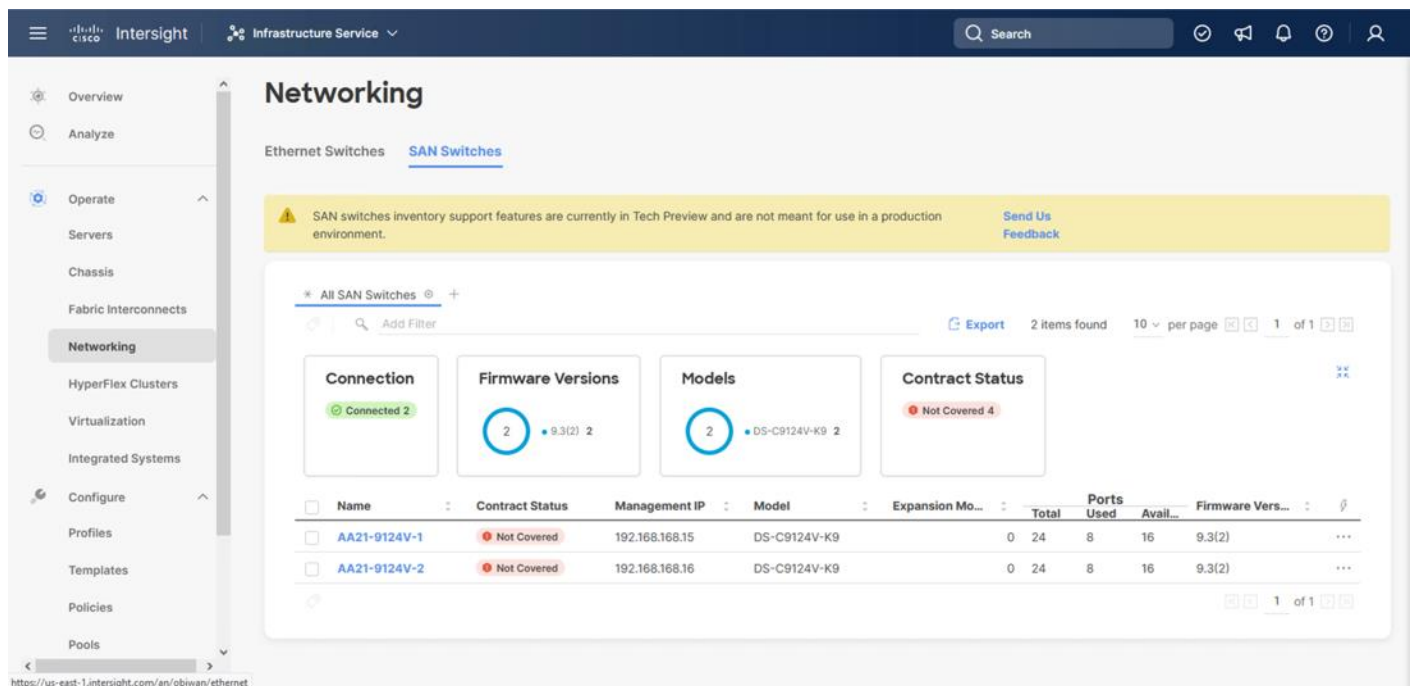 cisco Intersight
Infrastructure Service
Search
Overview
Analyze
Operate
Servers
Chassis
Fabric Interconnects
Networking
HyperFlex Clusters
Virtualization
Integrated Systems
Configure
Profiles
Templates
Policies
Pools
https://us-east-1.intersight.com/an/obiwan/ethernet
Networking
Ethernet Switches SAN Switches
SAN switches inventory support features are currently in Tech Preview and are not meant for use in a production
environment.
Send Us
Feedback
All SAN Switches
Add Filter
Export 2 items found 10 per page 1 of 1
Connection
Connected 2
Firmware Versions
2 9.3(2) 2
Models
2 DS-C9124V-K9 2
Contract Status
Not Covered 4
Name Contract Status Management IP Model Expansion Mo... Ports Firmware Vers...
Total Used Avail...
AA21-9124V-1 Not Covered 192.168.168.15 DS-C9124V-K9 0 24 8 16 9.3(2) ...
AA21-9124V-2 Not Covered 192.168.168.16 DS-C9124V-K9 0 24 8 16 9.3(2) ...
1 of 1